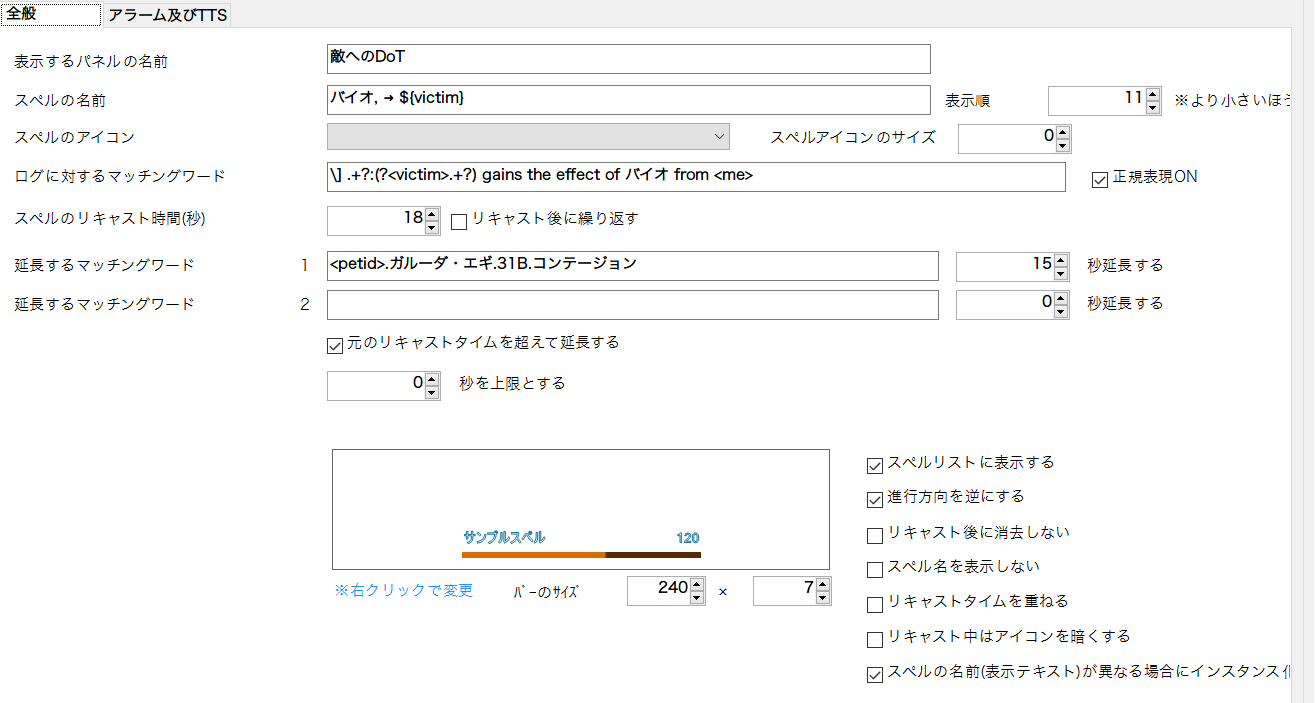 全般 アラーム及びTTS
表示するパネルの名前 敵へのDoT
スペルの名前 バイオ, → ${victim} 表示順 11 ※より小さいほう
スペルのアイコン スペルアイコンのサイズ 0
ログに対するマッチングワード \] .+?:(?<victim>.+?) gains the effect of バイオ from <me> 正規表現ON
スペルのリキャスト時間(秒) 18 リキャスト後に繰り返す
延長するマッチングワード 1 <petid>.ガルーダ・エギ.31B.コンテージョン 15 秒延長する
延長するマッチングワード 2 0 秒延長する
元のリキャストタイムを超えて延長する
0 秒を上限とする
スペルリストに表示する
進行方向を逆にする
サンプルスペル 120
リキャスト後に消去しない
スペル名を表示しない
※右クリックで変更 ﾊﾞｰのｻｲｽﾞ 240 × 7
リキャストタイムを重ねる
リキャスト中はアイコンを暗くする
スペルの名前(表示テキスト)が異なる場合にインスタンス